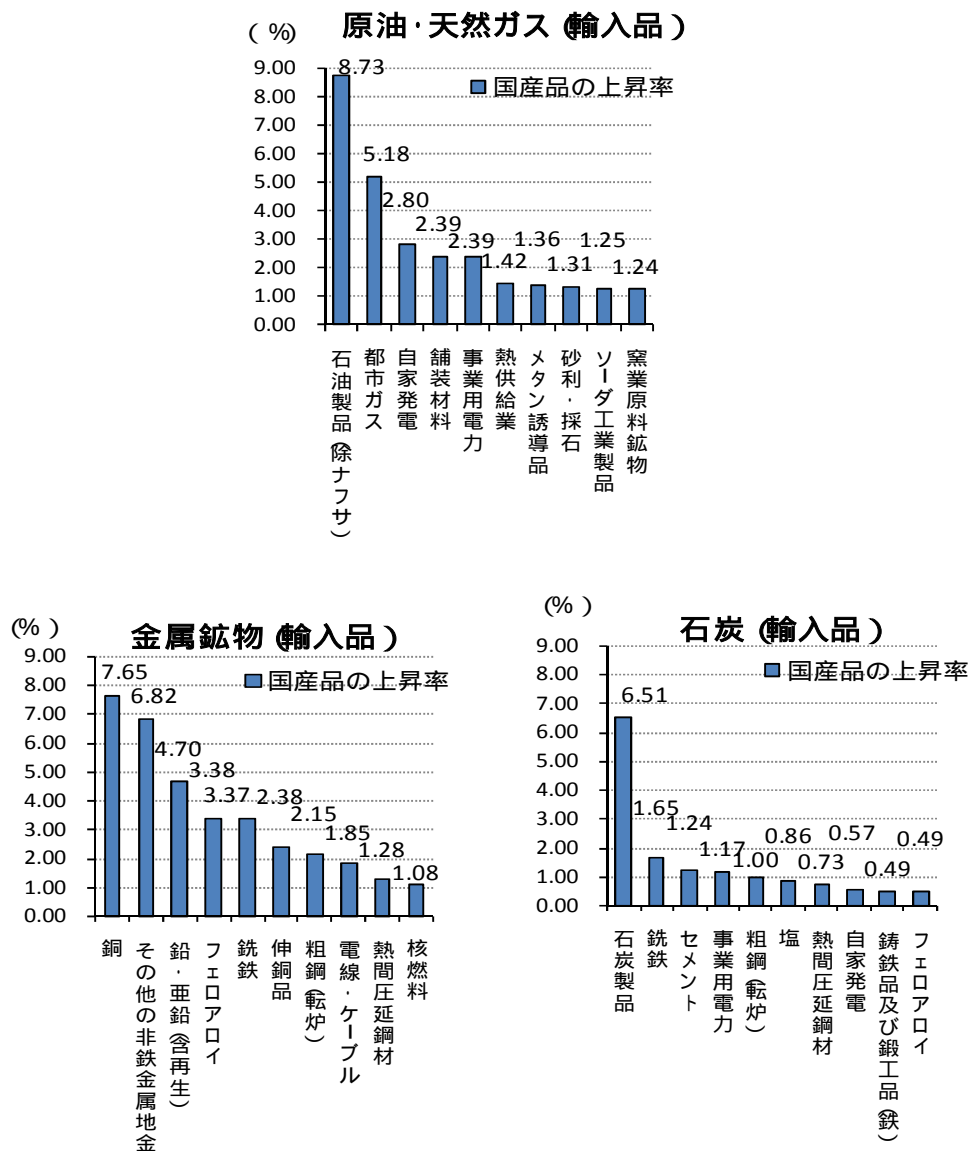 (%)
原油・天然ガス(輸入品)
国産品の上昇率
9.00
8.00
7.00
6.00
5.00
4.00
3.00
2.00
1.00
0.00
8.73
5.18
2.80
2.39
2.39
1.42
1.36
1.31
1.25
1.24
石油製品(除ナフサ)
都市ガス
自家発電
舗装材料
事業用電力
熱供給業
メタン誘導品
砂利・採石
ソーダ工業製品
窯業原料鉱物
(%)
金属鉱物(輸入品)
国産品の上昇率
9.00
8.00
7.00
6.00
5.00
4.00
3.00
2.00
1.00
0.00
7.65
6.82
4.70
3.38
3.37
2.38
2.15
1.85
1.28
1.08
銅
その他の非鉄金属地金
鉛・亜鉛(含再生)
フェロアロイ
銑鉄
伸銅品
粗鋼(転炉)
電線・ケーブル
熱間圧延鋼材
核燃料
(%)
石炭(輸入品)
国産品の上昇率
9.00
8.00
7.00
6.00
5.00
4.00
3.00
2.00
1.00
0.00
6.51
1.65
1.24
1.17
1.00
0.86
0.73
0.57
0.49
0.49
石炭製品
銑鉄
セメント
事業用電力
粗鋼(転炉)
塩
熱間圧延鋼材
自家発電
鋳鉄品及び鍛工品(鉄)
フェロアロイ